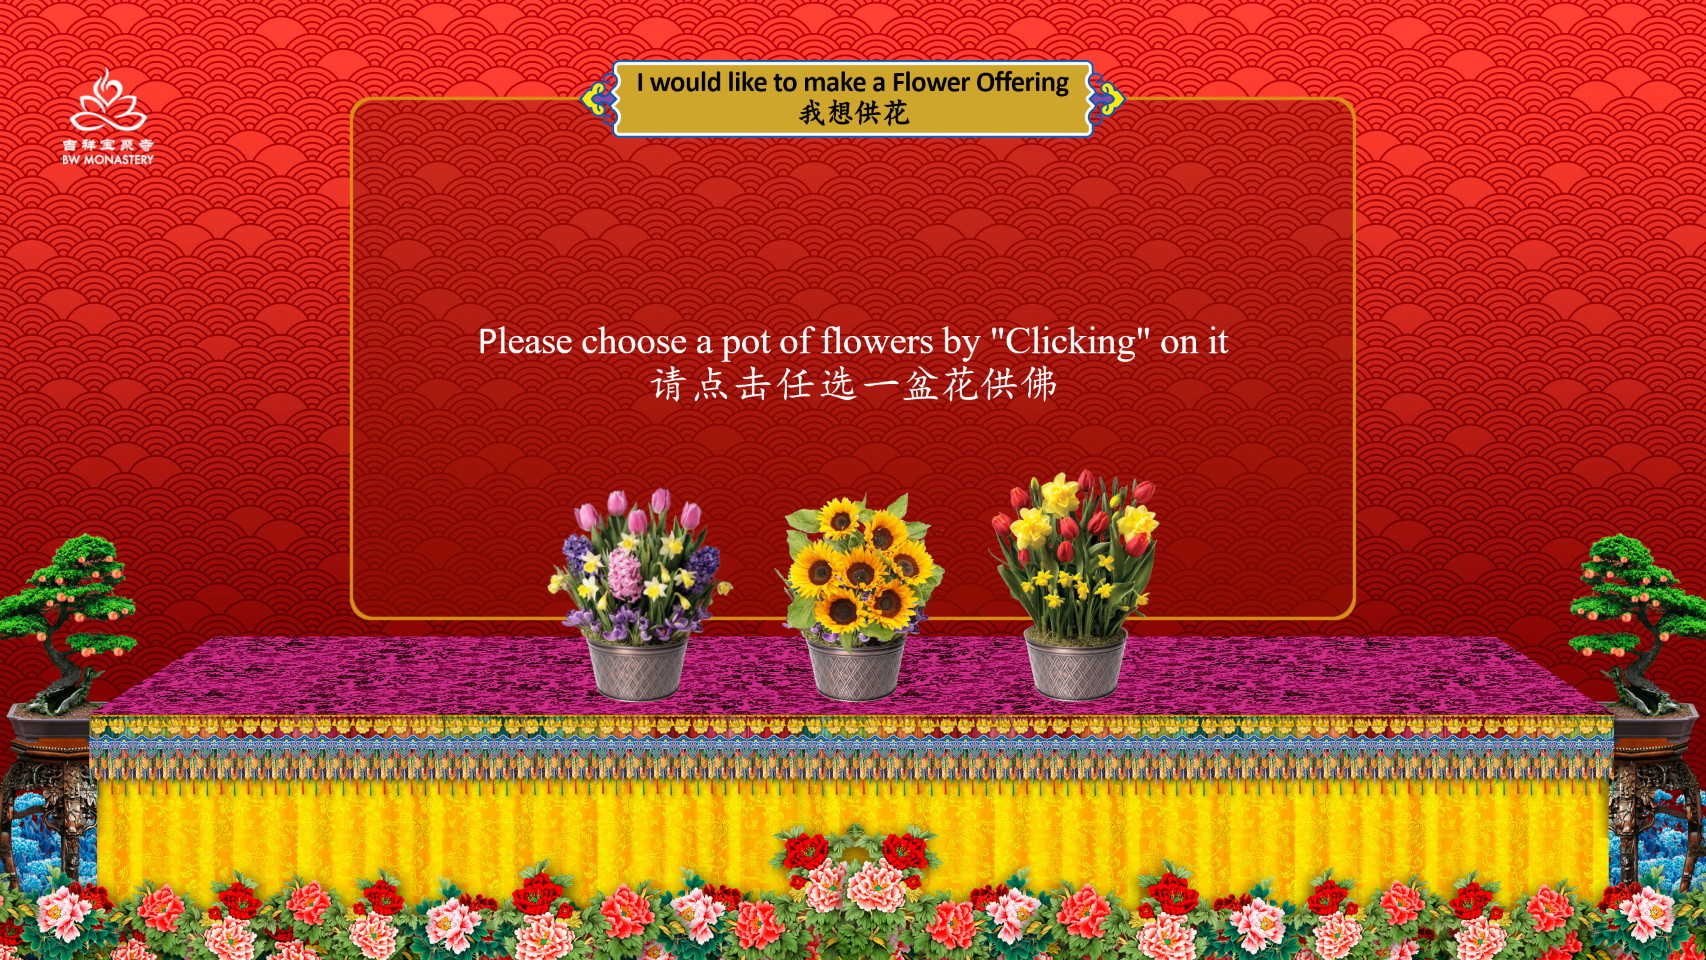 I would like to make a Flower Offering
我想供花
吉祥宝聚寺
BW MONASTERY
Please choose a pot of flowers by "Clicking" on it
请点击任选一盆花供佛